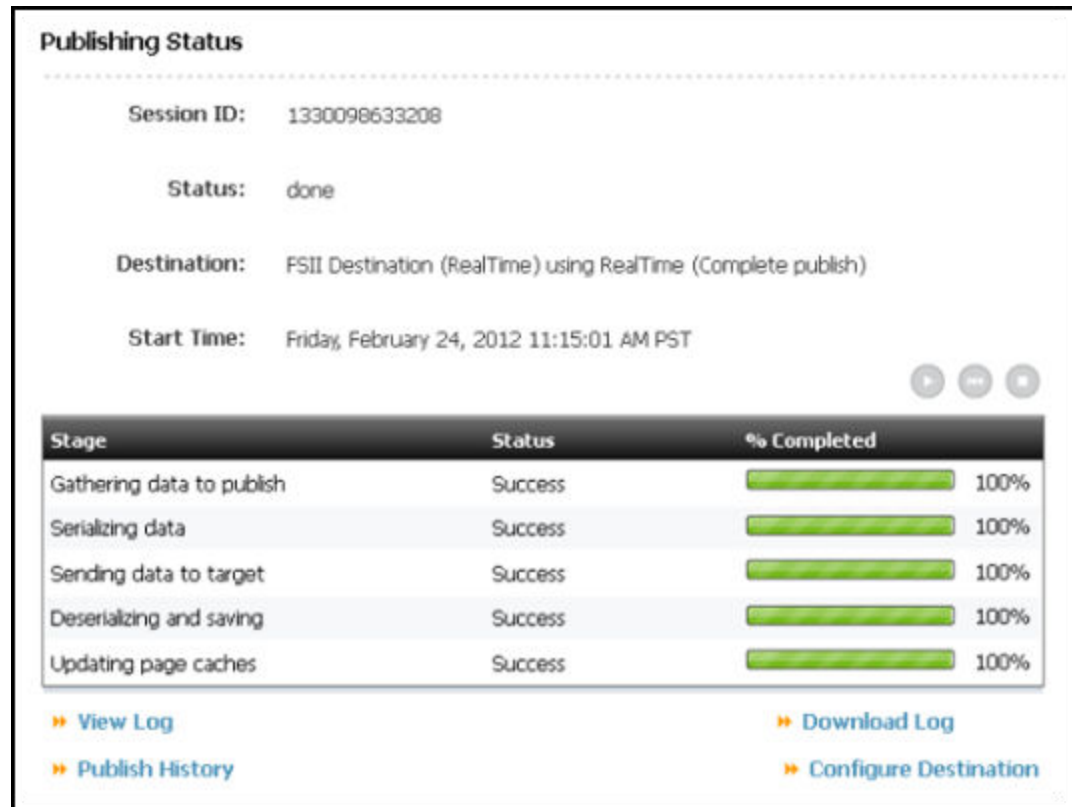 Publishing Status
Session ID: 1330098633208
Status: done
Destination: FSII Destination (RealTime) using RealTime (Complete publish)
Start Time: Friday, February 24, 2012 11:15:01 AM PST
Stage Status % Completed
Gathering data to publish Success 100%
Serializing data Success 100%
Sending data to target Success 100%
Deserializing and saving Success 100%
Updating page caches Success 100%
View Log Download Log
Publish History Configure Destination